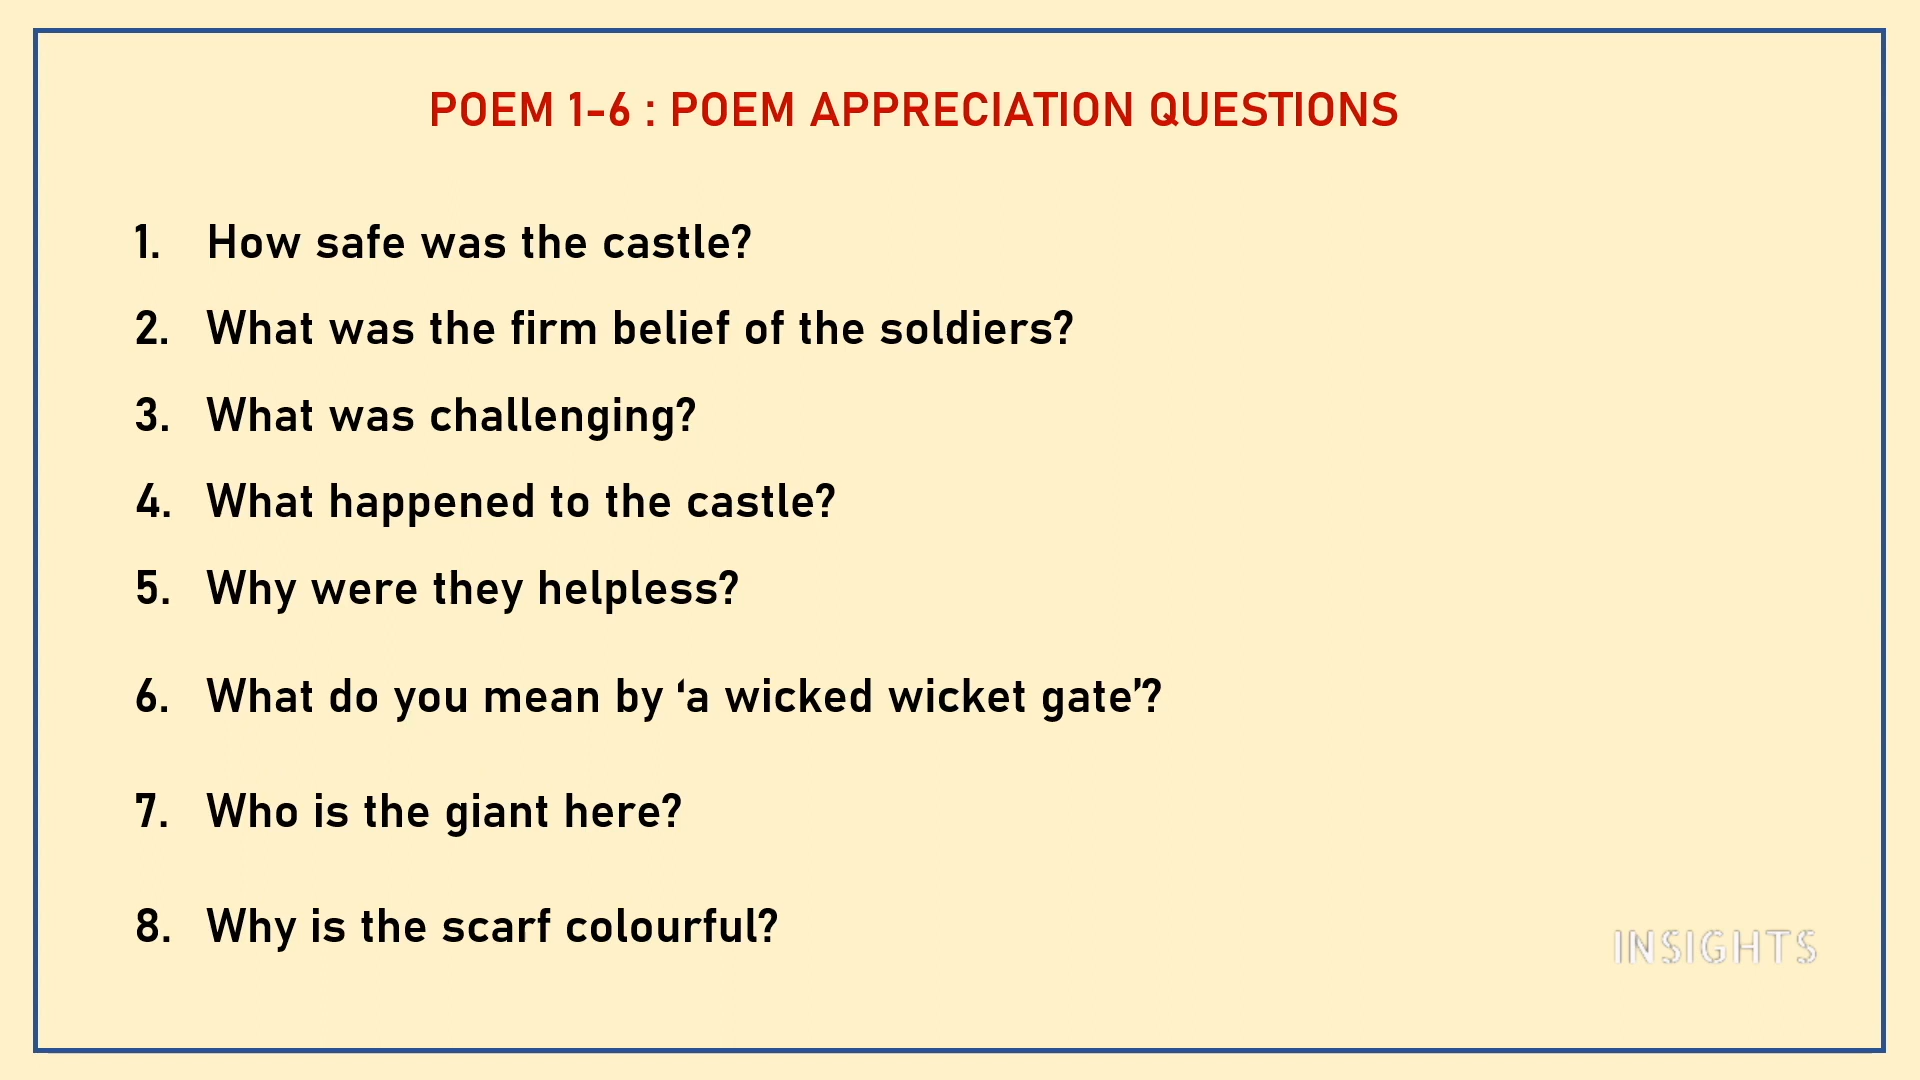 POEM 1-6 : POEM APPRECIATION QUESTIONS
1. How safe was the castle?
2. What was the firm belief of the soldiers?
3. What was challenging?
4. What happened to the castle?
5. Why were they helpless?
6. What do you mean by ‘a wicked wicket gate’?
7. Who is the giant here?
8. Why is the scarf colourful?
INSIGHTS